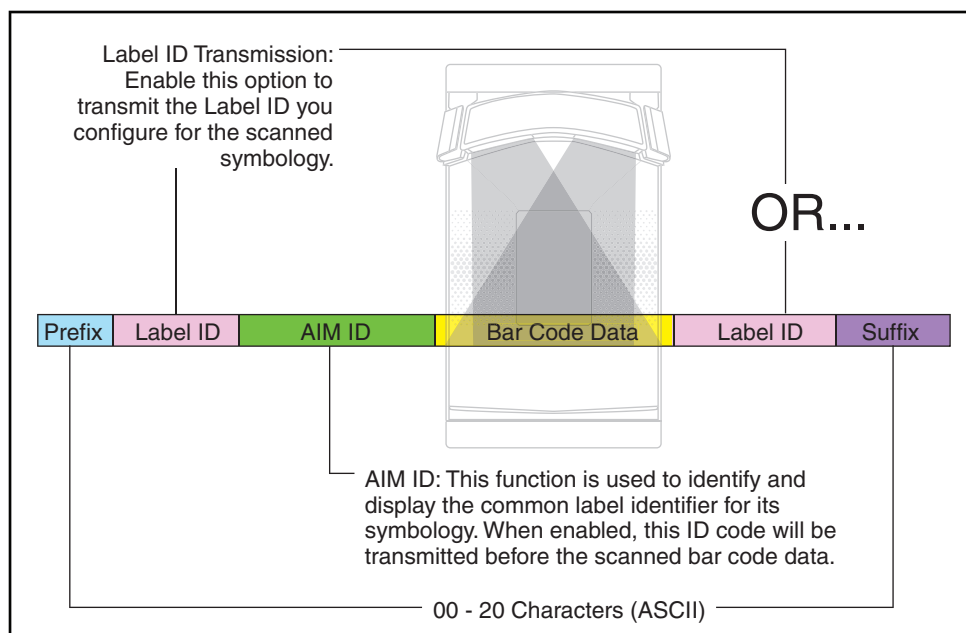 Label ID Transmission:
Enable this option to
transmit the Label ID you
configure for the scanned
symbology.
OR...
Prefix Label ID AIM ID Bar Code Data Label ID Suffix
AIM ID: This function is used to identify and
display the common label identifier for its
symbology. When enabled, this ID code will be
transmitted before the scanned bar code data.
00 - 20 Characters (ASCII)